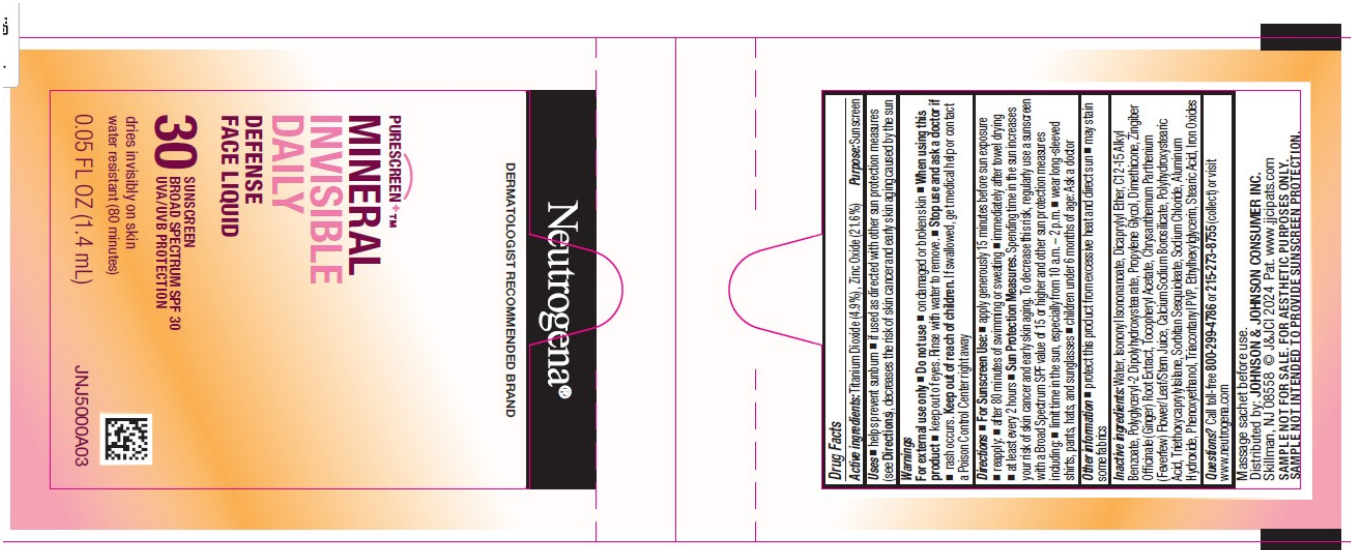 Neutrogena®
DERMATOLOGIST RECOMMENDED BRAND
PURESCREEN+™
MINERAL
INVISIBLE
DAILY
DEFENSE
FACE LIQUID
30
SUNSCREEN
BROAD SPECTRUM SPF 30
UVA/UVB PROTECTION
dries invisibly on skin
water resistant (80 minutes)
0.05 FL OZ (1.4 mL)
JNJ5000A03
Drug Facts
Active ingredients: Titanium Dioxide (4.9%), Zinc Oxide (21.6%) Purpose: Sunscreen
Uses ■ helps prevent sunburn ■ if used as directed with other sun protection measures
(see Directions), decreases the risk of skin cancer and early skin aging caused by the sun
Warnings
For external use only ■ Do not use ■ on damaged or broken skin ■ When using this
product ■ keep out of eyes. Rinse with water to remove. ■ Stop use and ask a doctor if
■ rash occurs. Keep out of reach of children. If swallowed, get medical help or contact
a Poison Control Center right away
Directions ■ For Sunscreen Use: ■ apply generously 15 minutes before sun exposure
■ reapply: ■ after 80 minutes of swimming or sweating ■ immediately after towel drying
■ at least every 2 hours ■ Sun Protection Measures. Spending time in the sun increases
your risk of skin cancer and early skin aging. To decrease this risk, regularly use a sunscreen
with a Broad Spectrum SPF value of 15 or higher and other sun protection measures
including: ■ limit time in the sun, especially from 10 a.m. – 2 p.m. ■ wear long-sleeved
shirts, pants, hats, and sunglasses ■ children under 6 months of age: Ask a doctor
Other information ■ protect this product from excessive heat and direct sun ■ may stain
some fabrics
Inactive ingredients: Water, Isononyl Isononanoate, Dicaprylyl Ether, C12-15 Alkyl
Benzoate, Polyglyceryl-2 Dipolyhydroxystearate, Propylene Glycol, Dimethicone, Zingiber
Officinale (Ginger) Root Extract, Tocopheryl Acetate, Chrysanthemum Parthenium
(Feverfew) Flower/Leaf/Stem Juice, Calcium Sodium Borosilicate, Polyhydroxystearic
Acid, Triethoxycaprylylsilane, Sorbitan Sesquioleate, Sodium Chloride, Aluminum
Hydroxide, Phenoxyethanol, Triacontanyl PVP, Ethylhexylglycerin, Stearic Acid, Iron Oxides
Questions? Call toll-free 800-299-4786 or 215-273-8755 (collect) or visit
www.neutrogena.com
Massage sachet before use.
Distributed by: JOHNSON & JOHNSON CONSUMER INC.
Skillman, NJ 08558 © J&JCI 2024 Pat. www.jjcipats.com
SAMPLE NOT FOR SALE. FOR AESTHETIC PURPOSES ONLY.
SAMPLE NOT INTENDED TO PROVIDE SUNSCREEN PROTECTION.